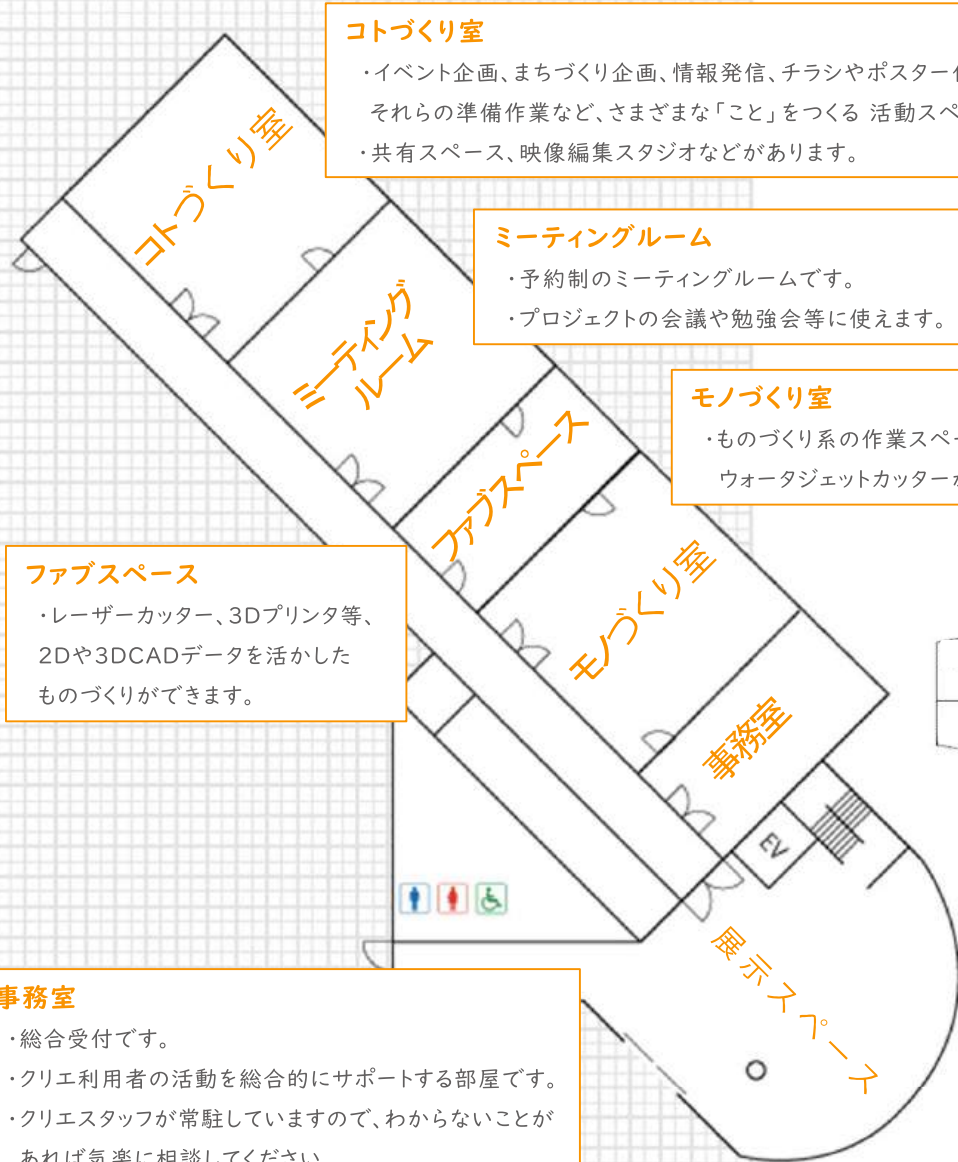 コトづくり室
・イベント企画、まちづくり企画、情報発信、チラシやポスター
それらの準備作業など、さまざまな「こと」をつくる 活動スペ
・共有スペース、映像編集スタジオなどがあります。
コトづくり室
ミーティングルーム
・予約制のミーティングルームです。
・プロジェクトの会議や勉強会等に使えます。
ミーティング
ルーム
モノづくり室
・ものづくり系の作業スペ
ウォータジェットカッター
ファブスペース
モノづくり室
ファブスペース
・レーザーカッター、3Dプリンタ等、
2Dや3DCADデータを活かした
ものづくりができます。
事務室
EV
展示スペース
事務室
・総合受付です。
・クリエ利用者の活動を総合的にサポートする部屋です。
・クリエスタッフが常駐していますので、わからないことが
あれば気楽に相談してください